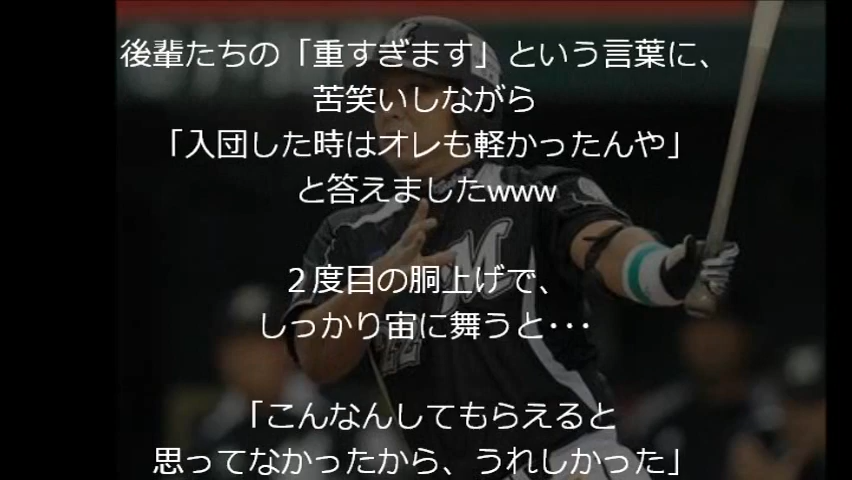 後輩たちの「重すぎます」という言葉に、
苦笑いしながら
「入団した時はオレも軽かったんや」
と答えましたwww
２度目の胴上げで、
しっかり宙に舞うと･･･
「こんなんしてもらえると
思ってなかったから、うれしかった」
M